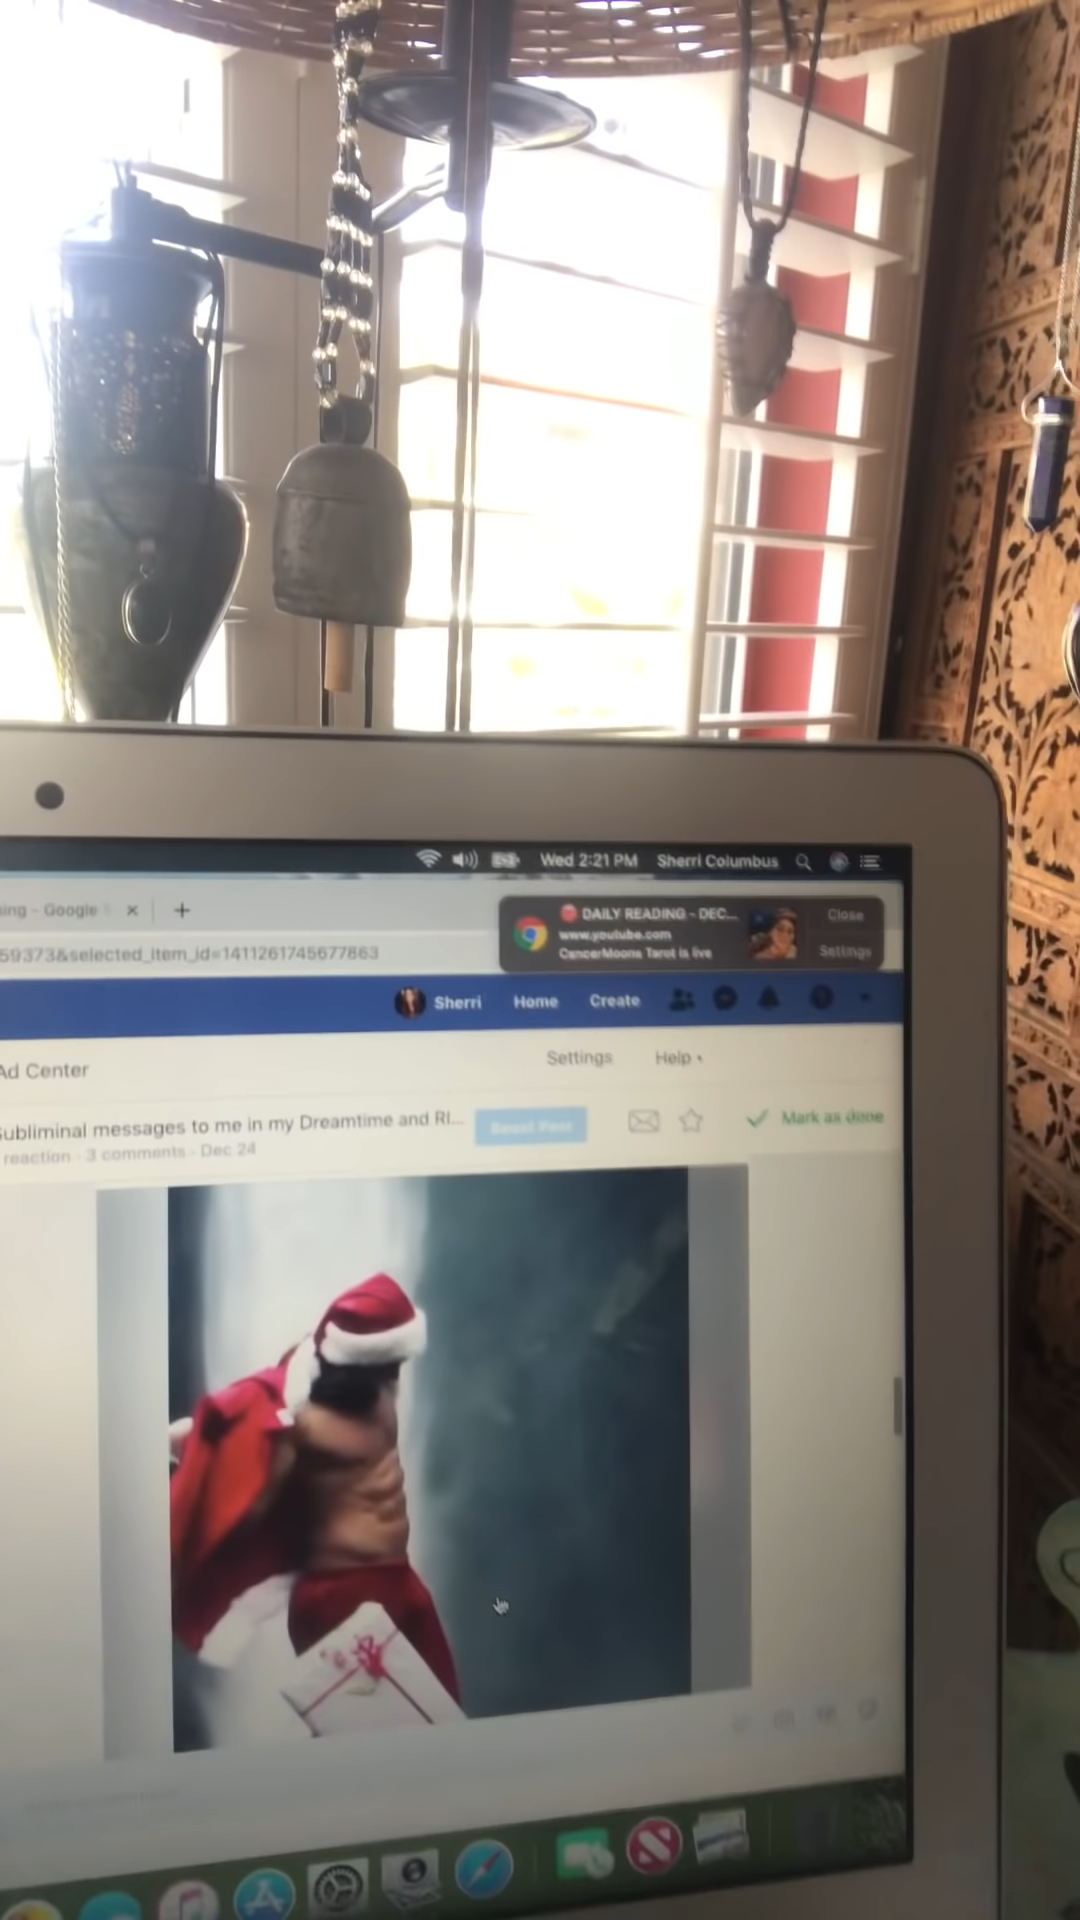 Wed 2:21 PM Sherri Columbus
ing - Google
DAILY READING - DEC...
www.youtube.com
CancerMoons Tarot is live
Close
Settings
59373&selected_item_id=1411261745677863
Sherri Home Create
Ad Center
Settings Help
Subliminal messages to me in my Dreamtime and RI...
Boost Post
Mark as done
reaction · 3 comments · Dec 24